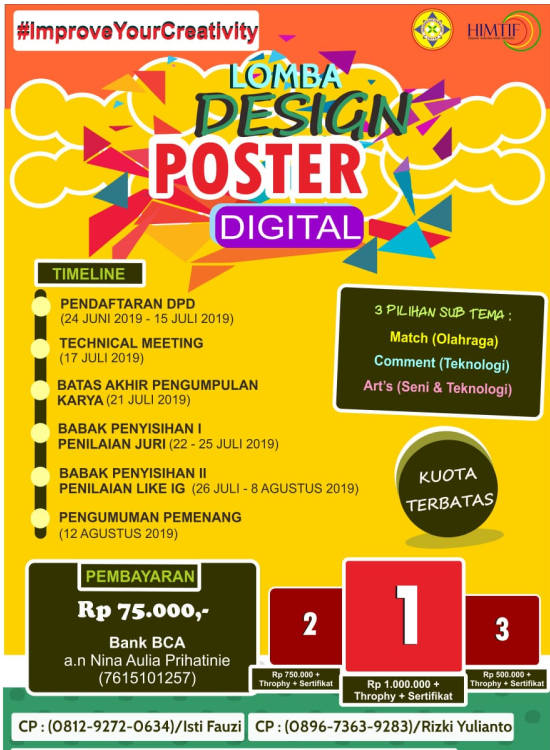 #ImproveYourCreativity
HIMTIF
LOMBA
DESIGN
POSTER
DIGITAL
TIMELINE
PENDAFTARAN DPD
(24 JUNI 2019 - 15 JULI 2019)
TECHNICAL MEETING
(17 JULI 2019)
BATAS AKHIR PENGUMPULAN
KARYA (21 JULI 2019)
BABAK PENYISIHAN I
PENILAIAN JURI (22 - 25 JULI 2019)
BABAK PENYISIHAN II
PENILAIAN LIKE IG (26 JULI - 8 AGUSTUS 2019)
PENGUMUMAN PEMENANG
(12 AGUSTUS 2019)
3 PILIHAN SUB TEMA :
Match (Olahraga)
Comment (Teknologi)
Art's (Seni & Teknologi)
KUOTA
TERBATAS
PEMBAYARAN
Rp 75.000,-
Bank BCA
a.n Nina Aulia Prihatinie
(7615101257)
2
Rp 750.000 +
Throphy + Sertifikat
1
Rp 1.000.000 +
Throphy + Sertifikat
3
Rp 500.000 +
Throphy + Sertifikat
CP : (0812-9272-0634)/Isti Fauzi
CP : (0896-7363-9283)/Rizki Yulianto